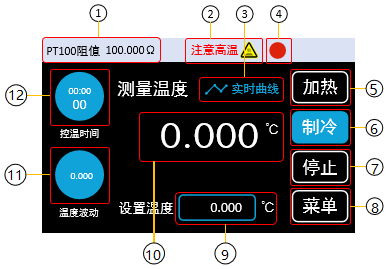 ① ② ③ ④
PT100阻值 100.000Ω 注意高温
测量温度 实时曲线 加热 ⑤
⑫ 00:00
00
控温时间
0.000 ℃
制冷 ⑥
⑪ 0.000
温度波动
停止 ⑦
设置温度 0.000 ℃
菜单 ⑧
⑩ ⑨